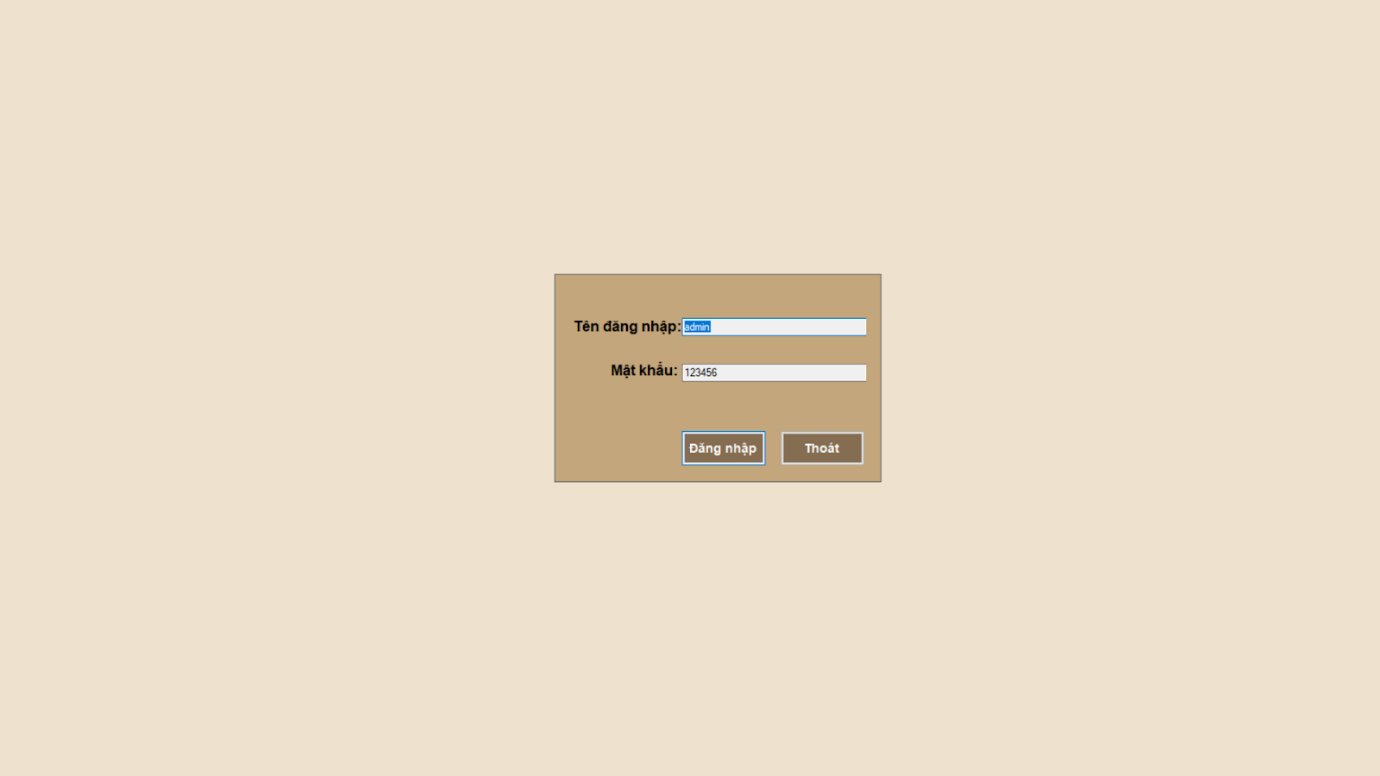 Tên đăng nhập: admin
Mật khẩu: 123456
Đăng nhập Thoát